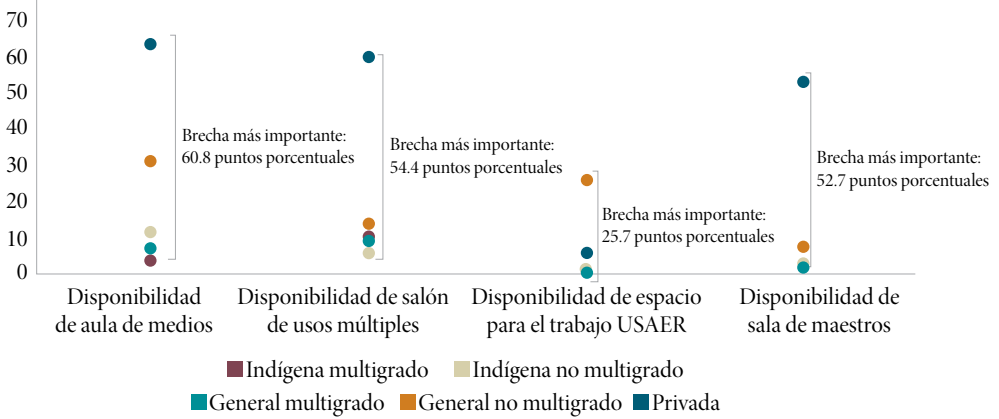 70
60
50
40
30
20
10
0
Brecha más importante:
60.8 puntos porcentuales
Brecha más importante:
54.4 puntos porcentuales
Brecha más importante:
25.7 puntos porcentuales
Brecha más importante:
52.7 puntos porcentuales
Disponibilidad
de aula de medios
Disponibilidad de salón
de usos múltiples
Disponibilidad de espacio
para el trabajo USAER
Disponibilidad de
sala de maestros
Indígena multigrado
Indígena no multigrado
General multigrado
General no multigrado
Privada